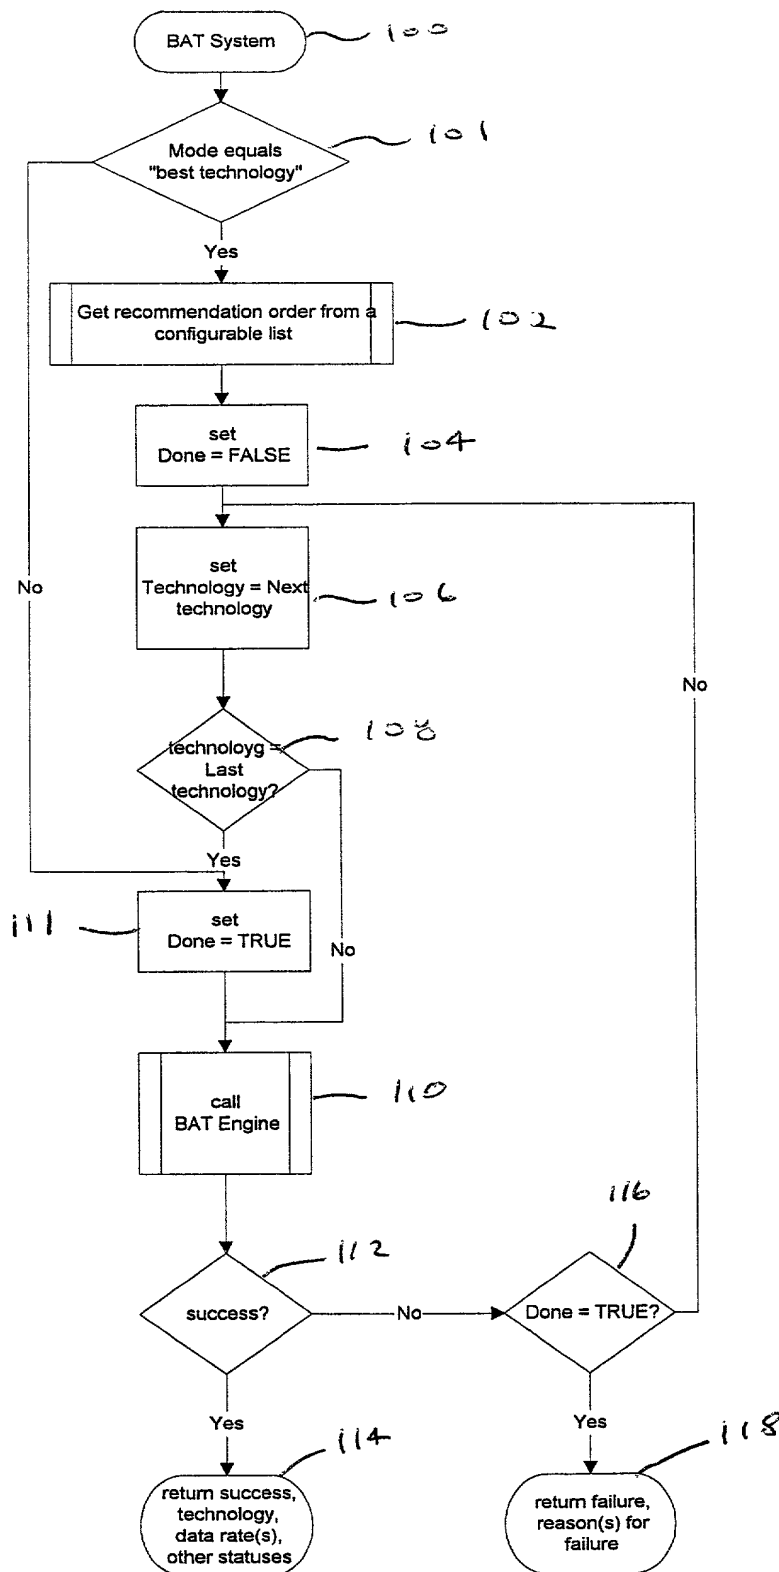 BAT System
100
Mode equals
"best technology"
101
Yes
Get recommendation order from a
configurable list
102
set
Done = FALSE
104
No
set
Technology = Next
technology
106
No
technoloyg =
Last
technology?
108
Yes
111
set
Done = TRUE
No
call
BAT Engine
110
116
112
success?
No
Done = TRUE?
Yes
Yes
114
118
return success,
technology,
data rate(s),
other statuses
return failure,
reason(s) for
failure